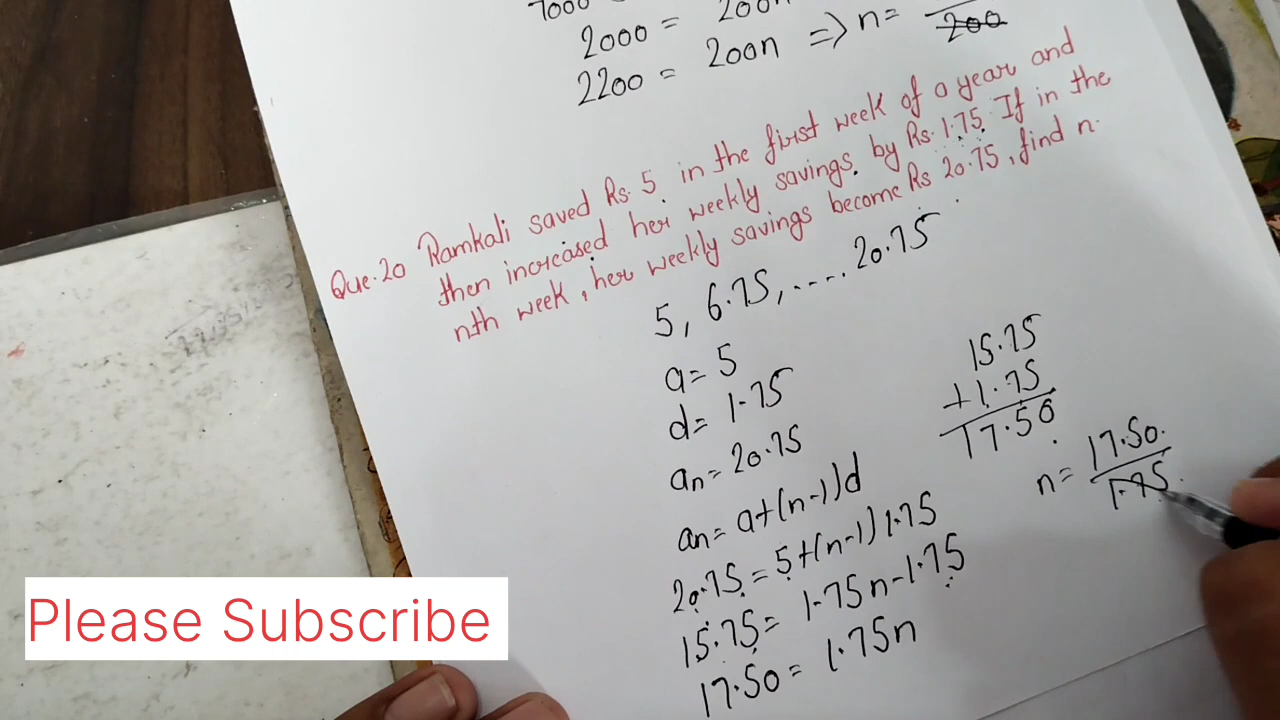 7000
2000 = 200n
2200 = 200n => n=
200
Que.20 Ramkali saved Rs. 5 in the first week of a year and
then increased her weekly savings by Rs. 1.75. If in the
nth week, her weekly savings become Rs 20.75, find n.
5, 6.75, .... 20.75
a= 5
d= 1.75
an= 20.75
an= a+(n-1)d
20.75 = 5+(n-1)1.75
15.75 = 1.75n-1.75
17.50 = 1.75n
15.75
+1.75
17.50
n= 17.50
1.75
Please Subscribe